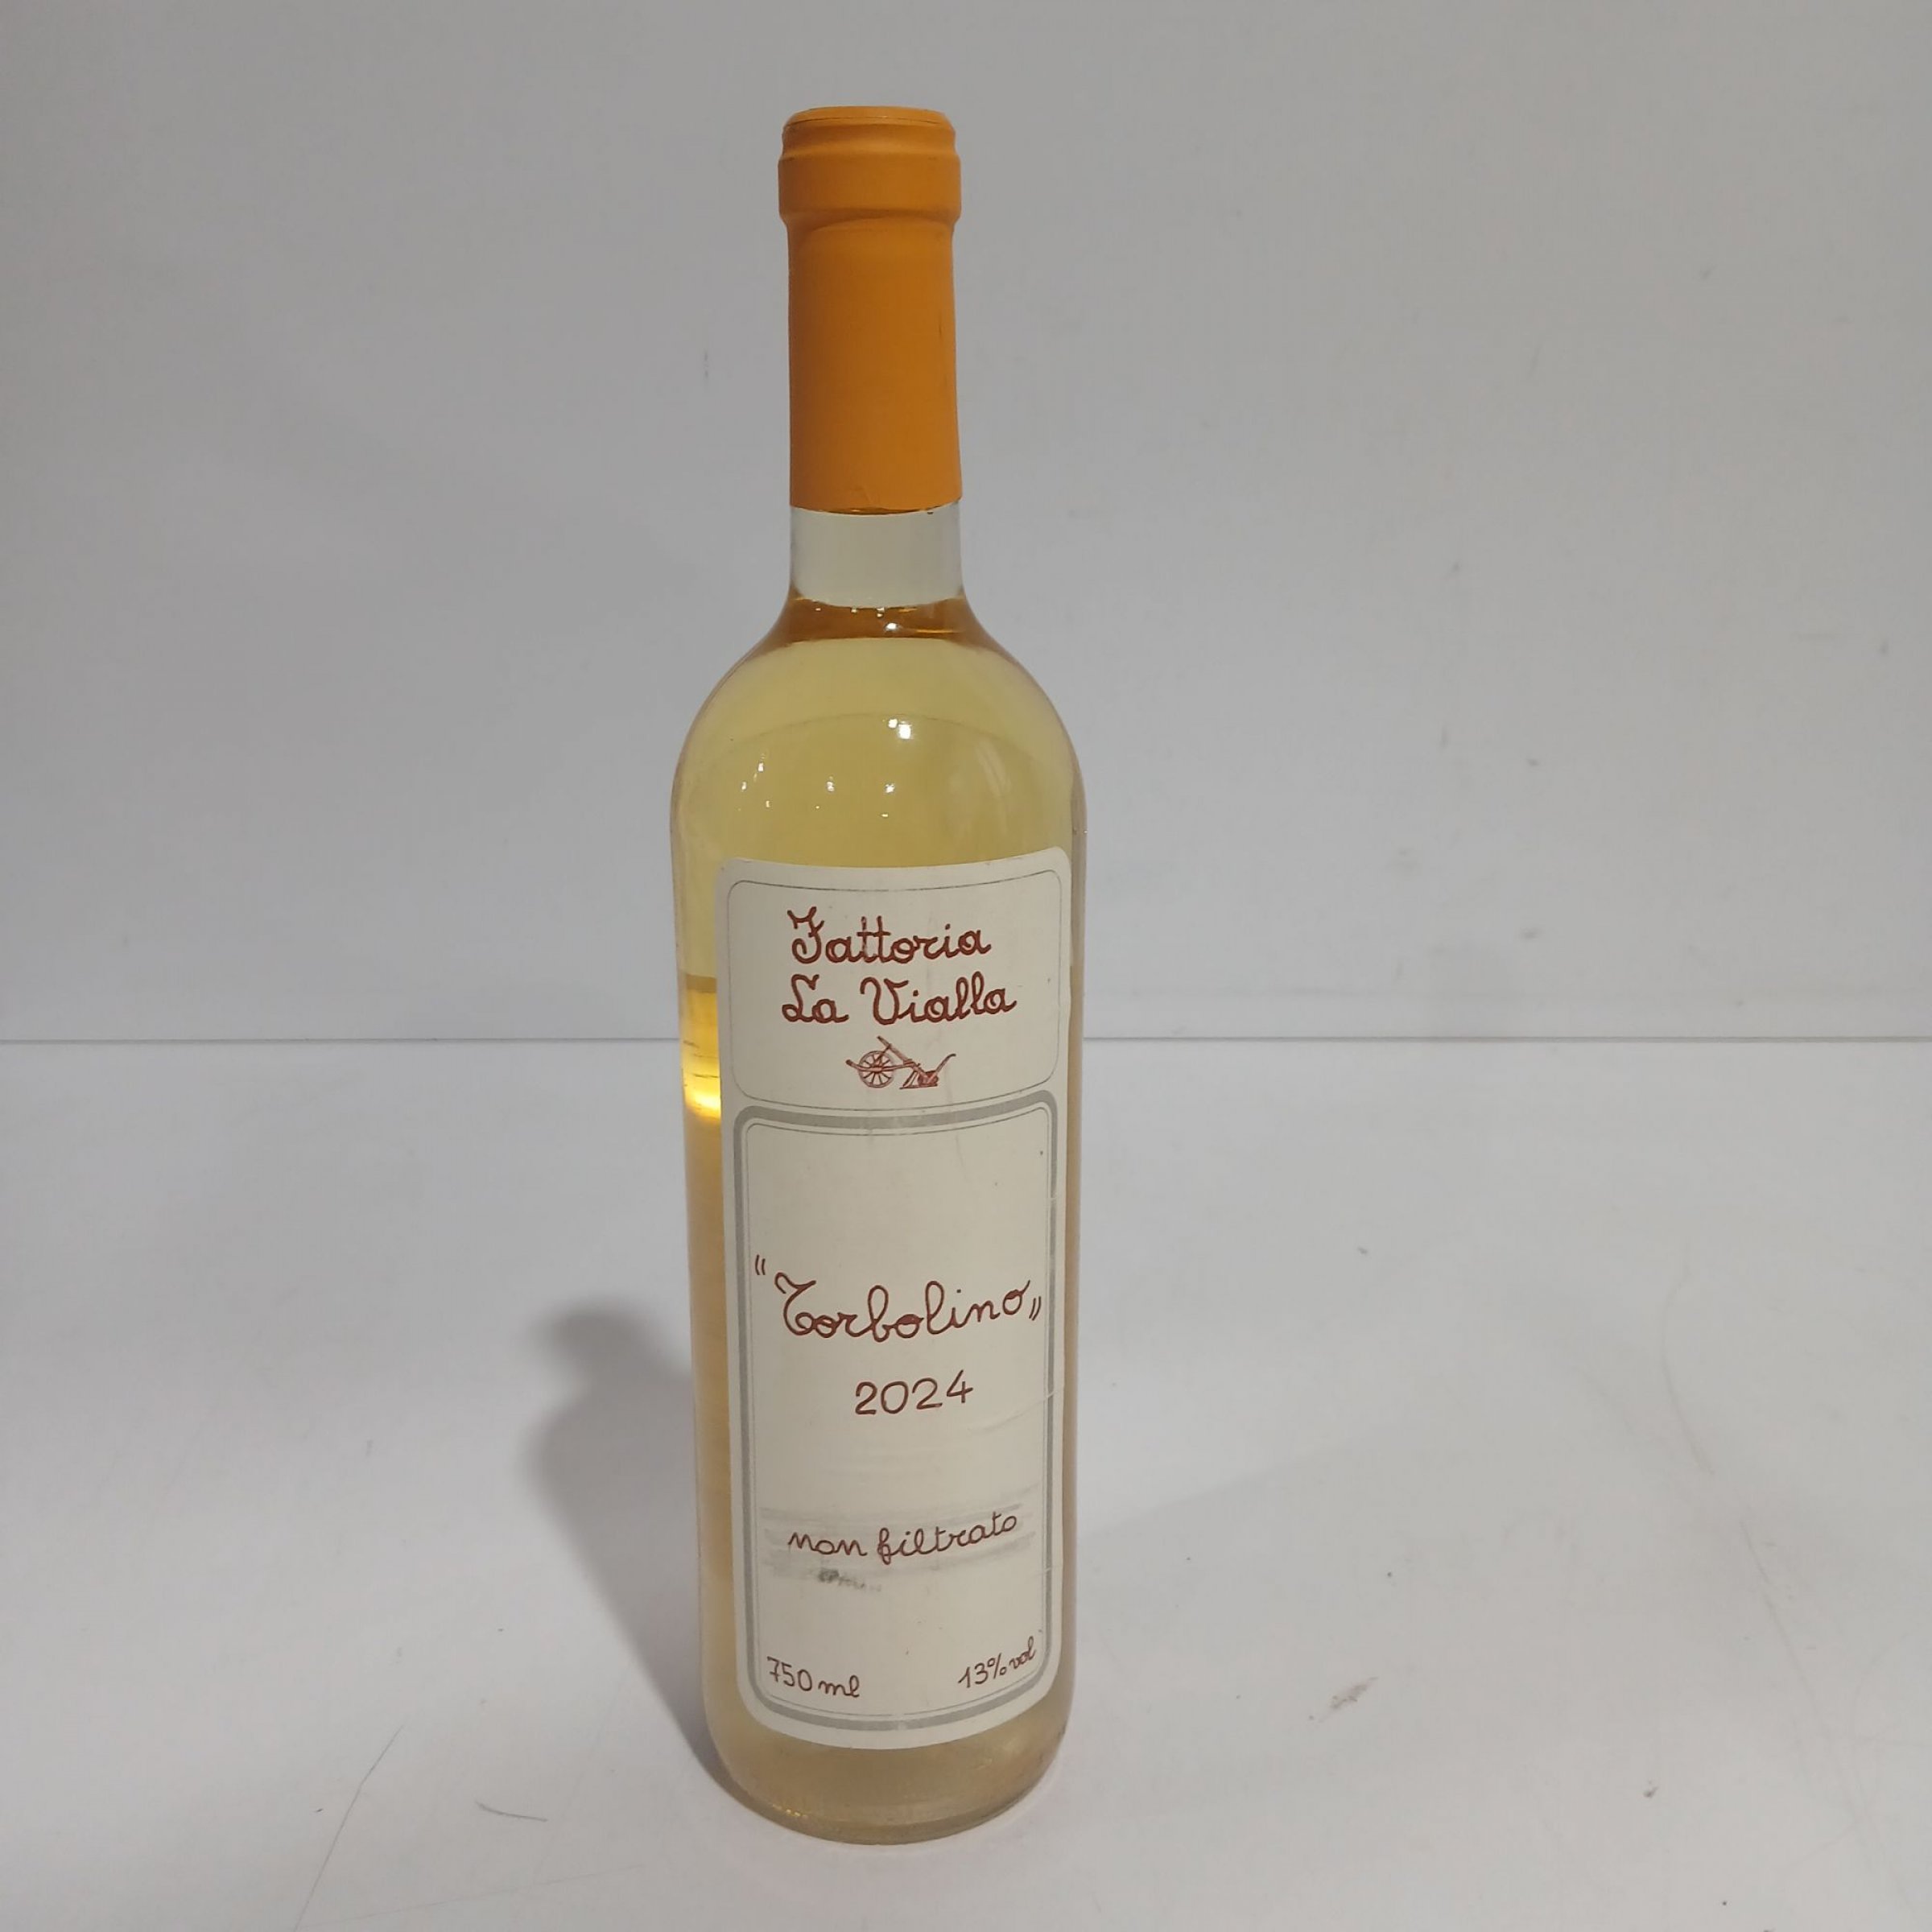 Fattoria
La Vialla
"Torbolino„
2024
non filtrato
750 ml 13% vol